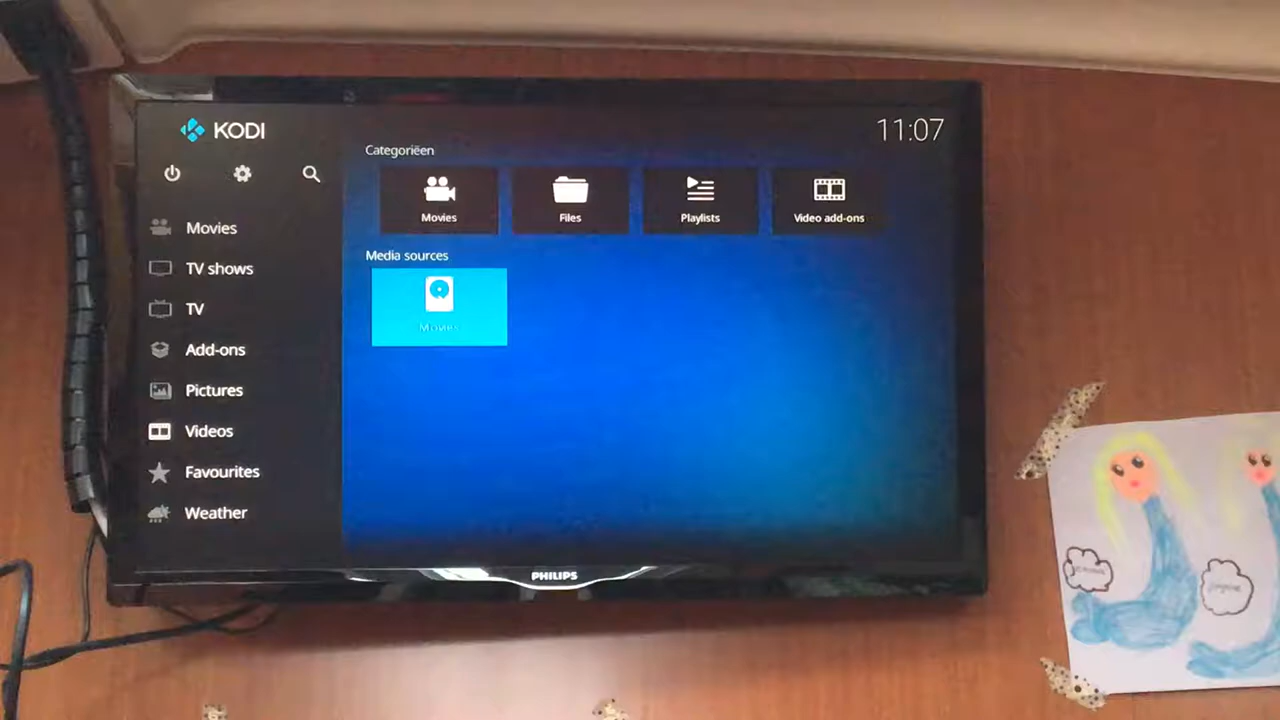 KODI
11:07
Categorieën
Movies
Files
Playlists
Video add-ons
Media sources
Movies
Movies
TV shows
TV
Add-ons
Pictures
Videos
Favourites
Weather
PHILIPS